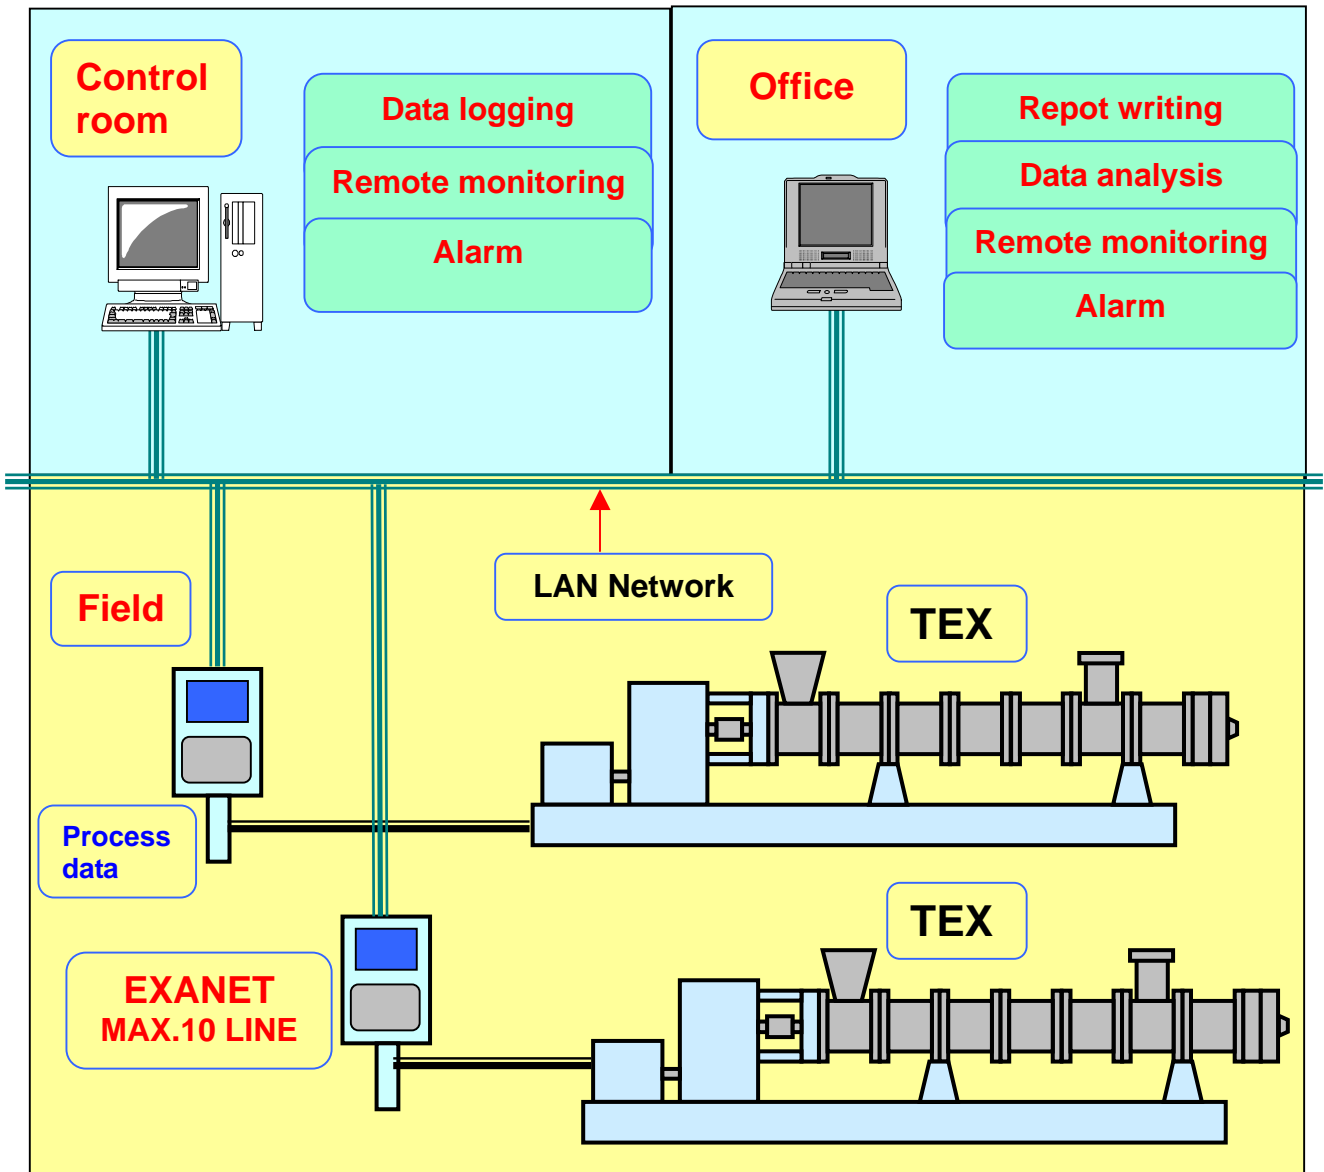 Control
room
Data logging
Remote monitoring
Alarm
Office
Repot writing
Data analysis
Remote monitoring
Alarm
LAN Network
Field
TEX
Process
data
TEX
EXANET
MAX.10 LINE